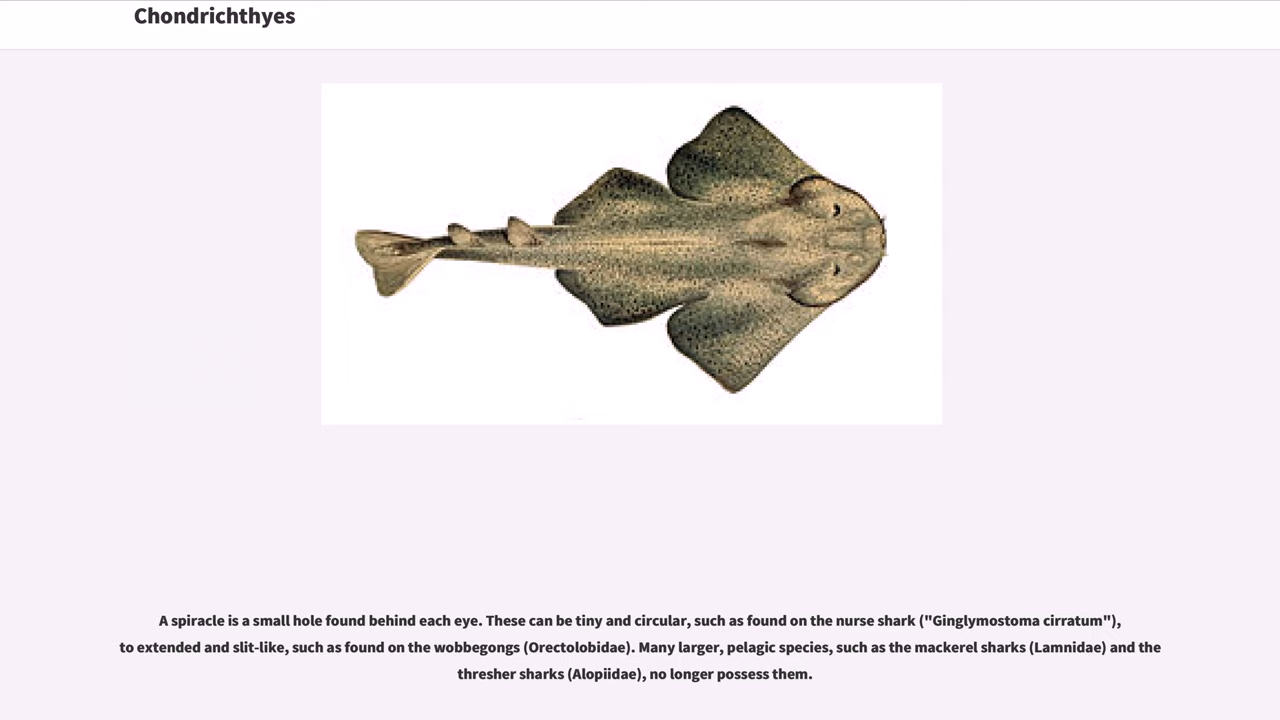 Chondrichthyes
A spiracle is a small hole found behind each eye. These can be tiny and circular, such as found on the nurse shark ("Ginglymostoma cirratum"),
to extended and slit-like, such as found on the wobbegongs (Orectolobidae). Many larger, pelagic species, such as the mackerel sharks (Lamnidae) and the
thresher sharks (Alopiidae), no longer possess them.